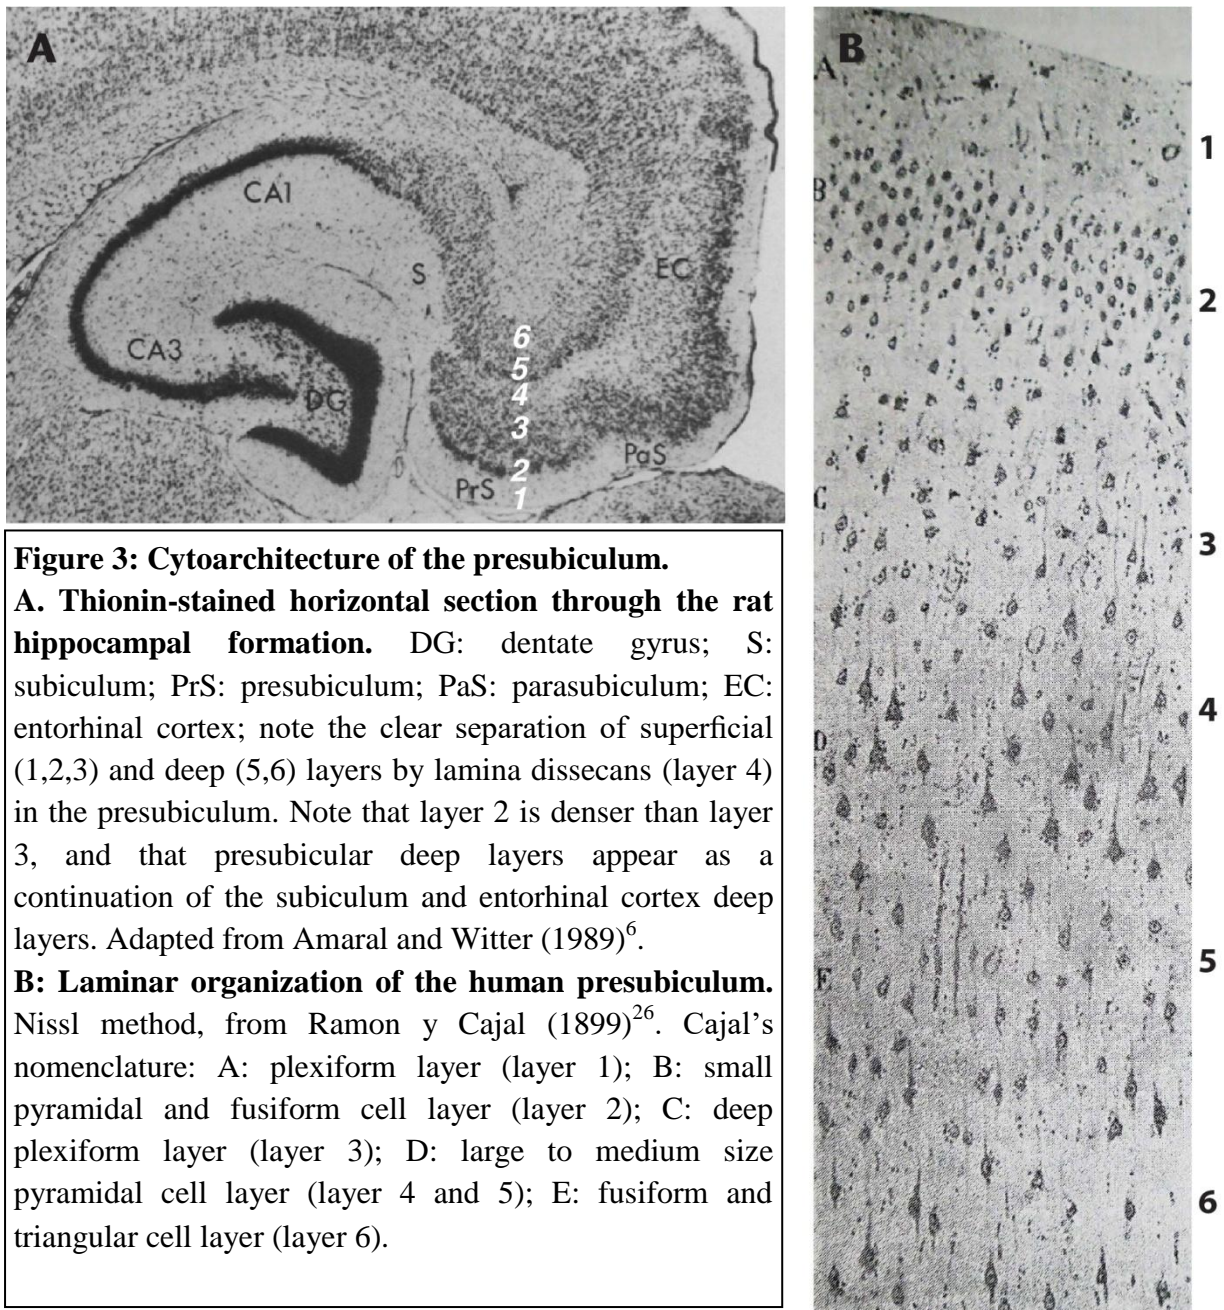 A
CA1
S
EC
CA3
DG
6
5
4
3
2
1
PrS
PaS
Figure 3: Cytoarchitecture of the presubiculum.
A. Thionin-stained horizontal section through the rat
hippocampal formation. DG: dentate gyrus; S:
subiculum; PrS: presubiculum; PaS: parasubiculum; EC:
entorhinal cortex; note the clear separation of superficial
(1,2,3) and deep (5,6) layers by lamina dissecans (layer 4)
in the presubiculum. Note that layer 2 is denser than layer
3, and that presubicular deep layers appear as a
continuation of the subiculum and entorhinal cortex deep
layers. Adapted from Amaral and Witter (1989)6.
B: Laminar organization of the human presubiculum.
Nissl method, from Ramon y Cajal (1899)26. Cajal's
nomenclature: A: plexiform layer (layer 1); B: small
pyramidal and fusiform cell layer (layer 2); C: deep
plexiform layer (layer 3); D: large to medium size
pyramidal cell layer (layer 4 and 5); E: fusiform and
triangular cell layer (layer 6).
B
A
1
B
2
C
3
4
D
5
E
6